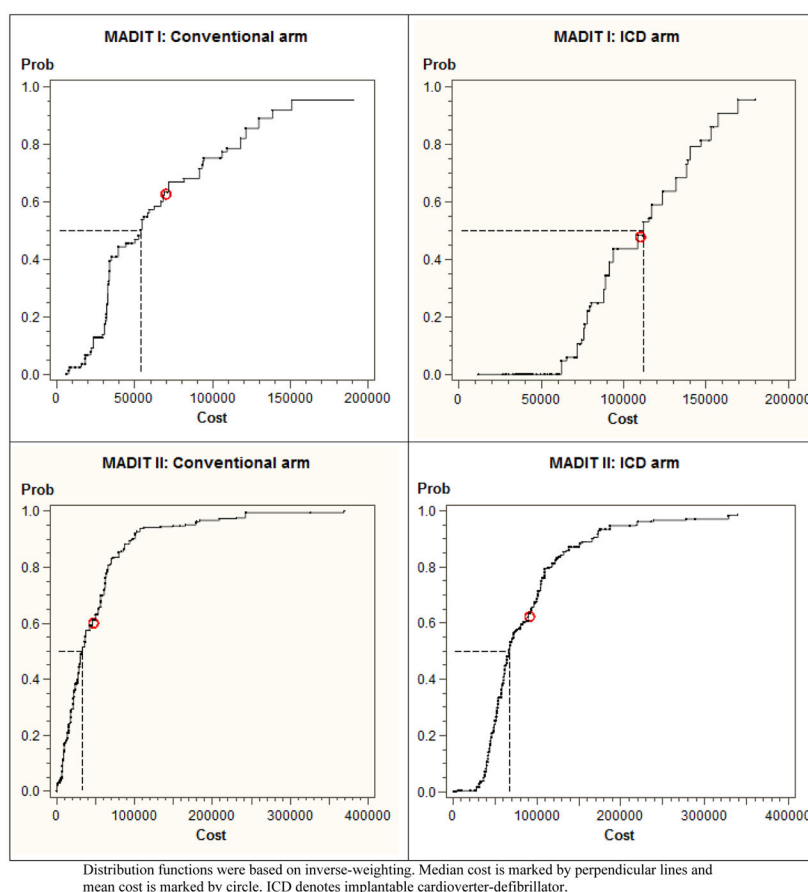 MADIT I: Conventional arm
Prob
1.0
0.8
0.6
0.4
0.2
0.0
0 50000 100000 150000 200000
Cost
MADIT I: ICD arm
Prob
1.0
0.8
0.6
0.4
0.2
0.0
0 50000 100000 150000 200000
Cost
MADIT II: Conventional arm
Prob
1.0
0.8
0.6
0.4
0.2
0.0
0 100000 200000 300000 400000
Cost
MADIT II: ICD arm
Prob
1.0
0.8
0.6
0.4
0.2
0.0
0 100000 200000 300000 400000
Cost
Distribution functions were based on inverse-weighting. Median cost is marked by perpendicular lines and
mean cost is marked by circle. ICD denotes implantable cardioverter-defibrillator.